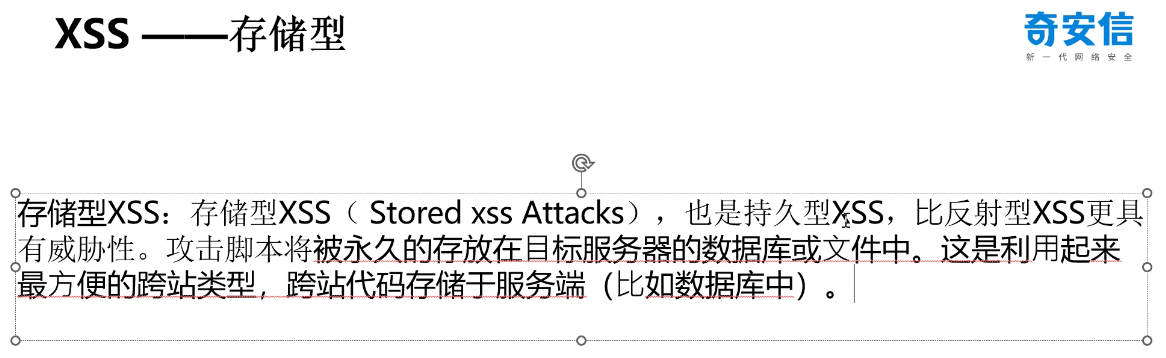 XSS ——存储型
奇安信
新一代网络安全
存储型XSS：存储型XSS（ Stored xss Attacks），也是持久型XSS，比反射型XSS更具
有威胁性。攻击脚本将被永久的存放在目标服务器的数据库或文件中。这是利用起来
最方便的跨站类型，跨站代码存储于服务端（比如数据库中）。